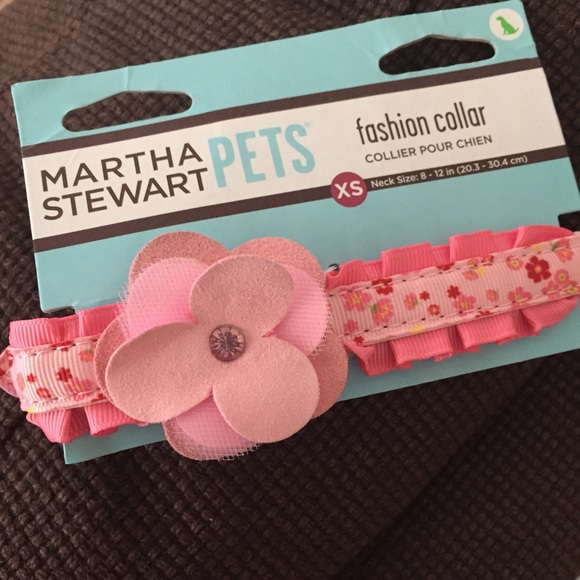 MARTHA
STEWART
PETS®
fashion collar
COLLIER POUR CHIEN
XS Neck Size: 8 - 12 in (20.3 - 30.4 cm)